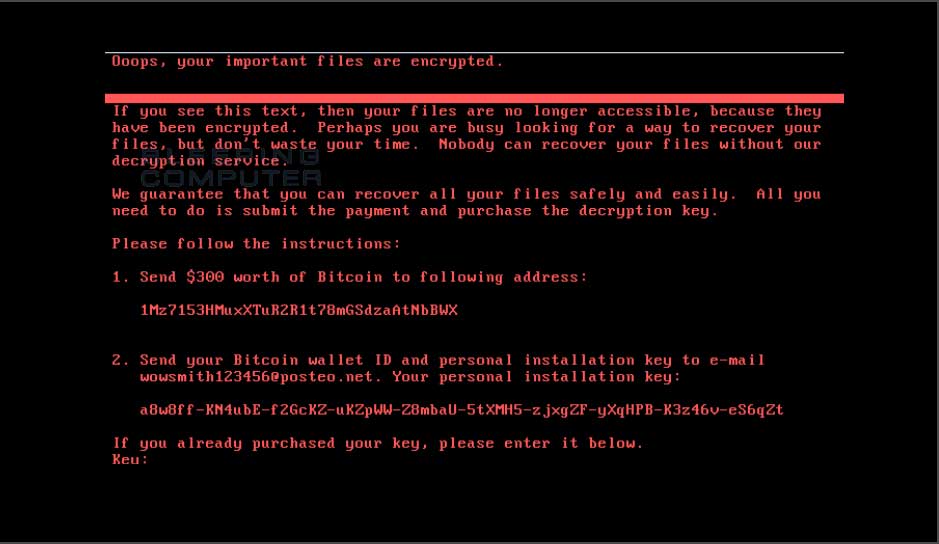 Ooops, your important files are encrypted.
If you see this text, then your files are no longer accessible, because they
have been encrypted.  Perhaps you are busy looking for a way to recover your
files, but don't waste your time.  Nobody can recover your files without our
decryption service.
BLEEPING
COMPUTER
We guarantee that you can recover all your files safely and easily.  All you
need to do is submit the payment and purchase the decryption key.
Please follow the instructions:
1. Send $300 worth of Bitcoin to following address:
1Mz7153HMuxXTuR2R1t78mGSdzaAtNbBWX
2. Send your Bitcoin wallet ID and personal installation key to e-mail
wowsmith123456@posteo.net. Your personal installation key:
a8w8ff-KN4ubE-f2GcKZ-uKZpWW-Z8mbaU-5tXMH5-zjxgZF-yXqHPB-K3z46v-eS6qZt
If you already purchased your key, please enter it below.
Key: